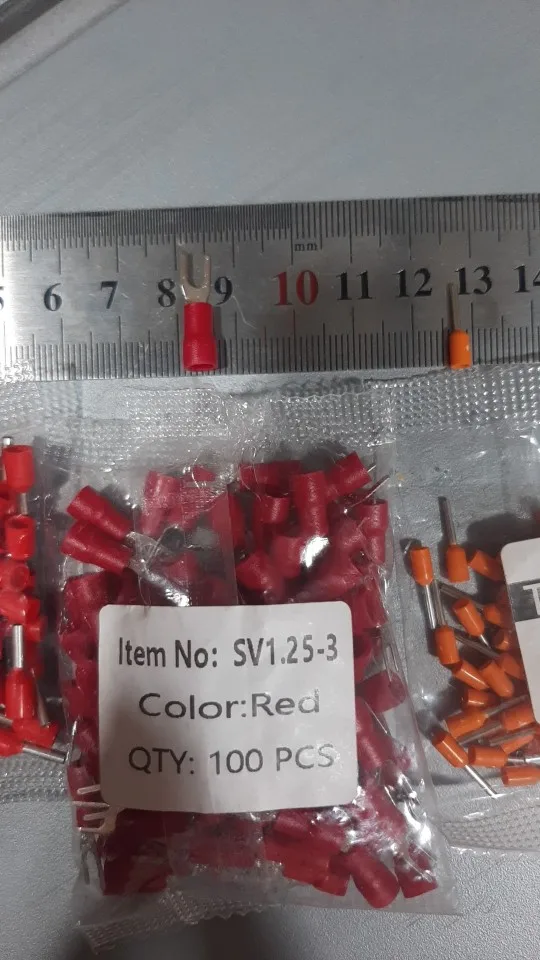 mm
5 6 7 8 9 10 11 12 13 14
Item No: SV1.25-3
Color:Red
QTY: 100 PCS